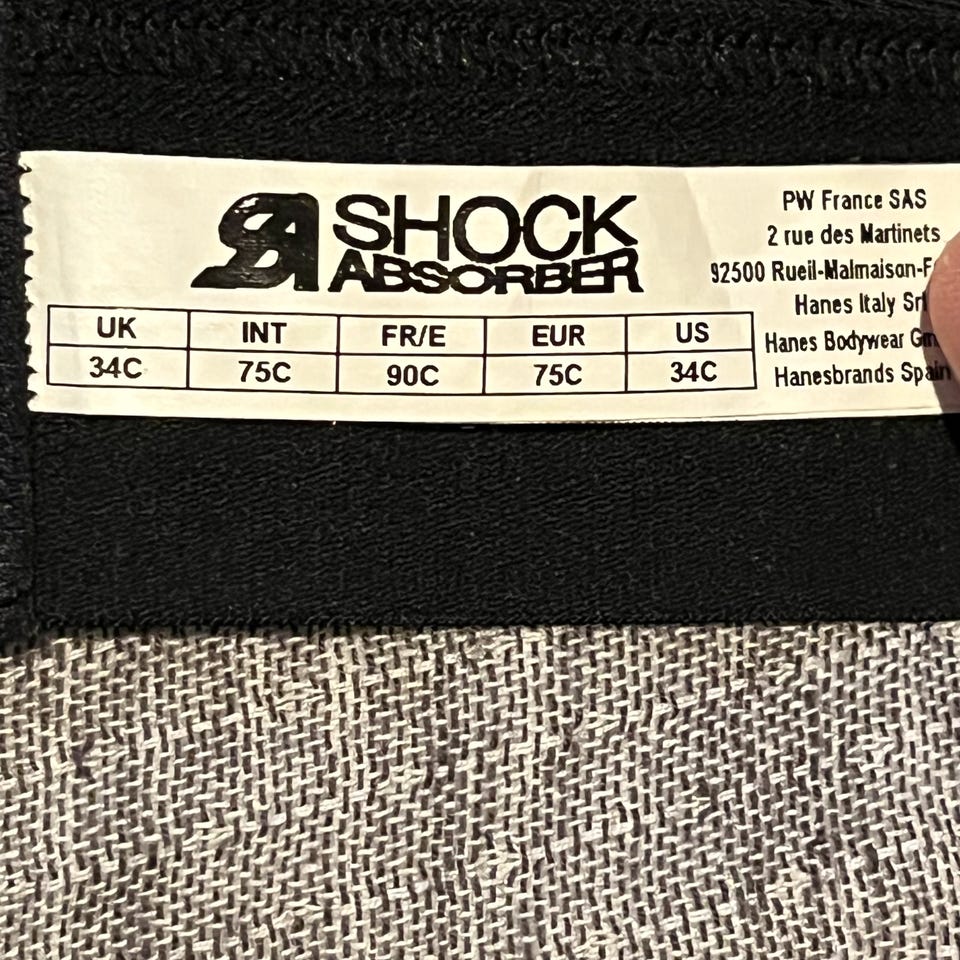 SA SHOCK
ABSORBER
UK INT FR/E EUR US
34C 75C 90C 75C 34C
PW France SAS
2 rue des Martinets
92500 Rueil-Malmaison-F
Hanes Italy Srl
Hanes Bodywear
Hanesbrands Spain